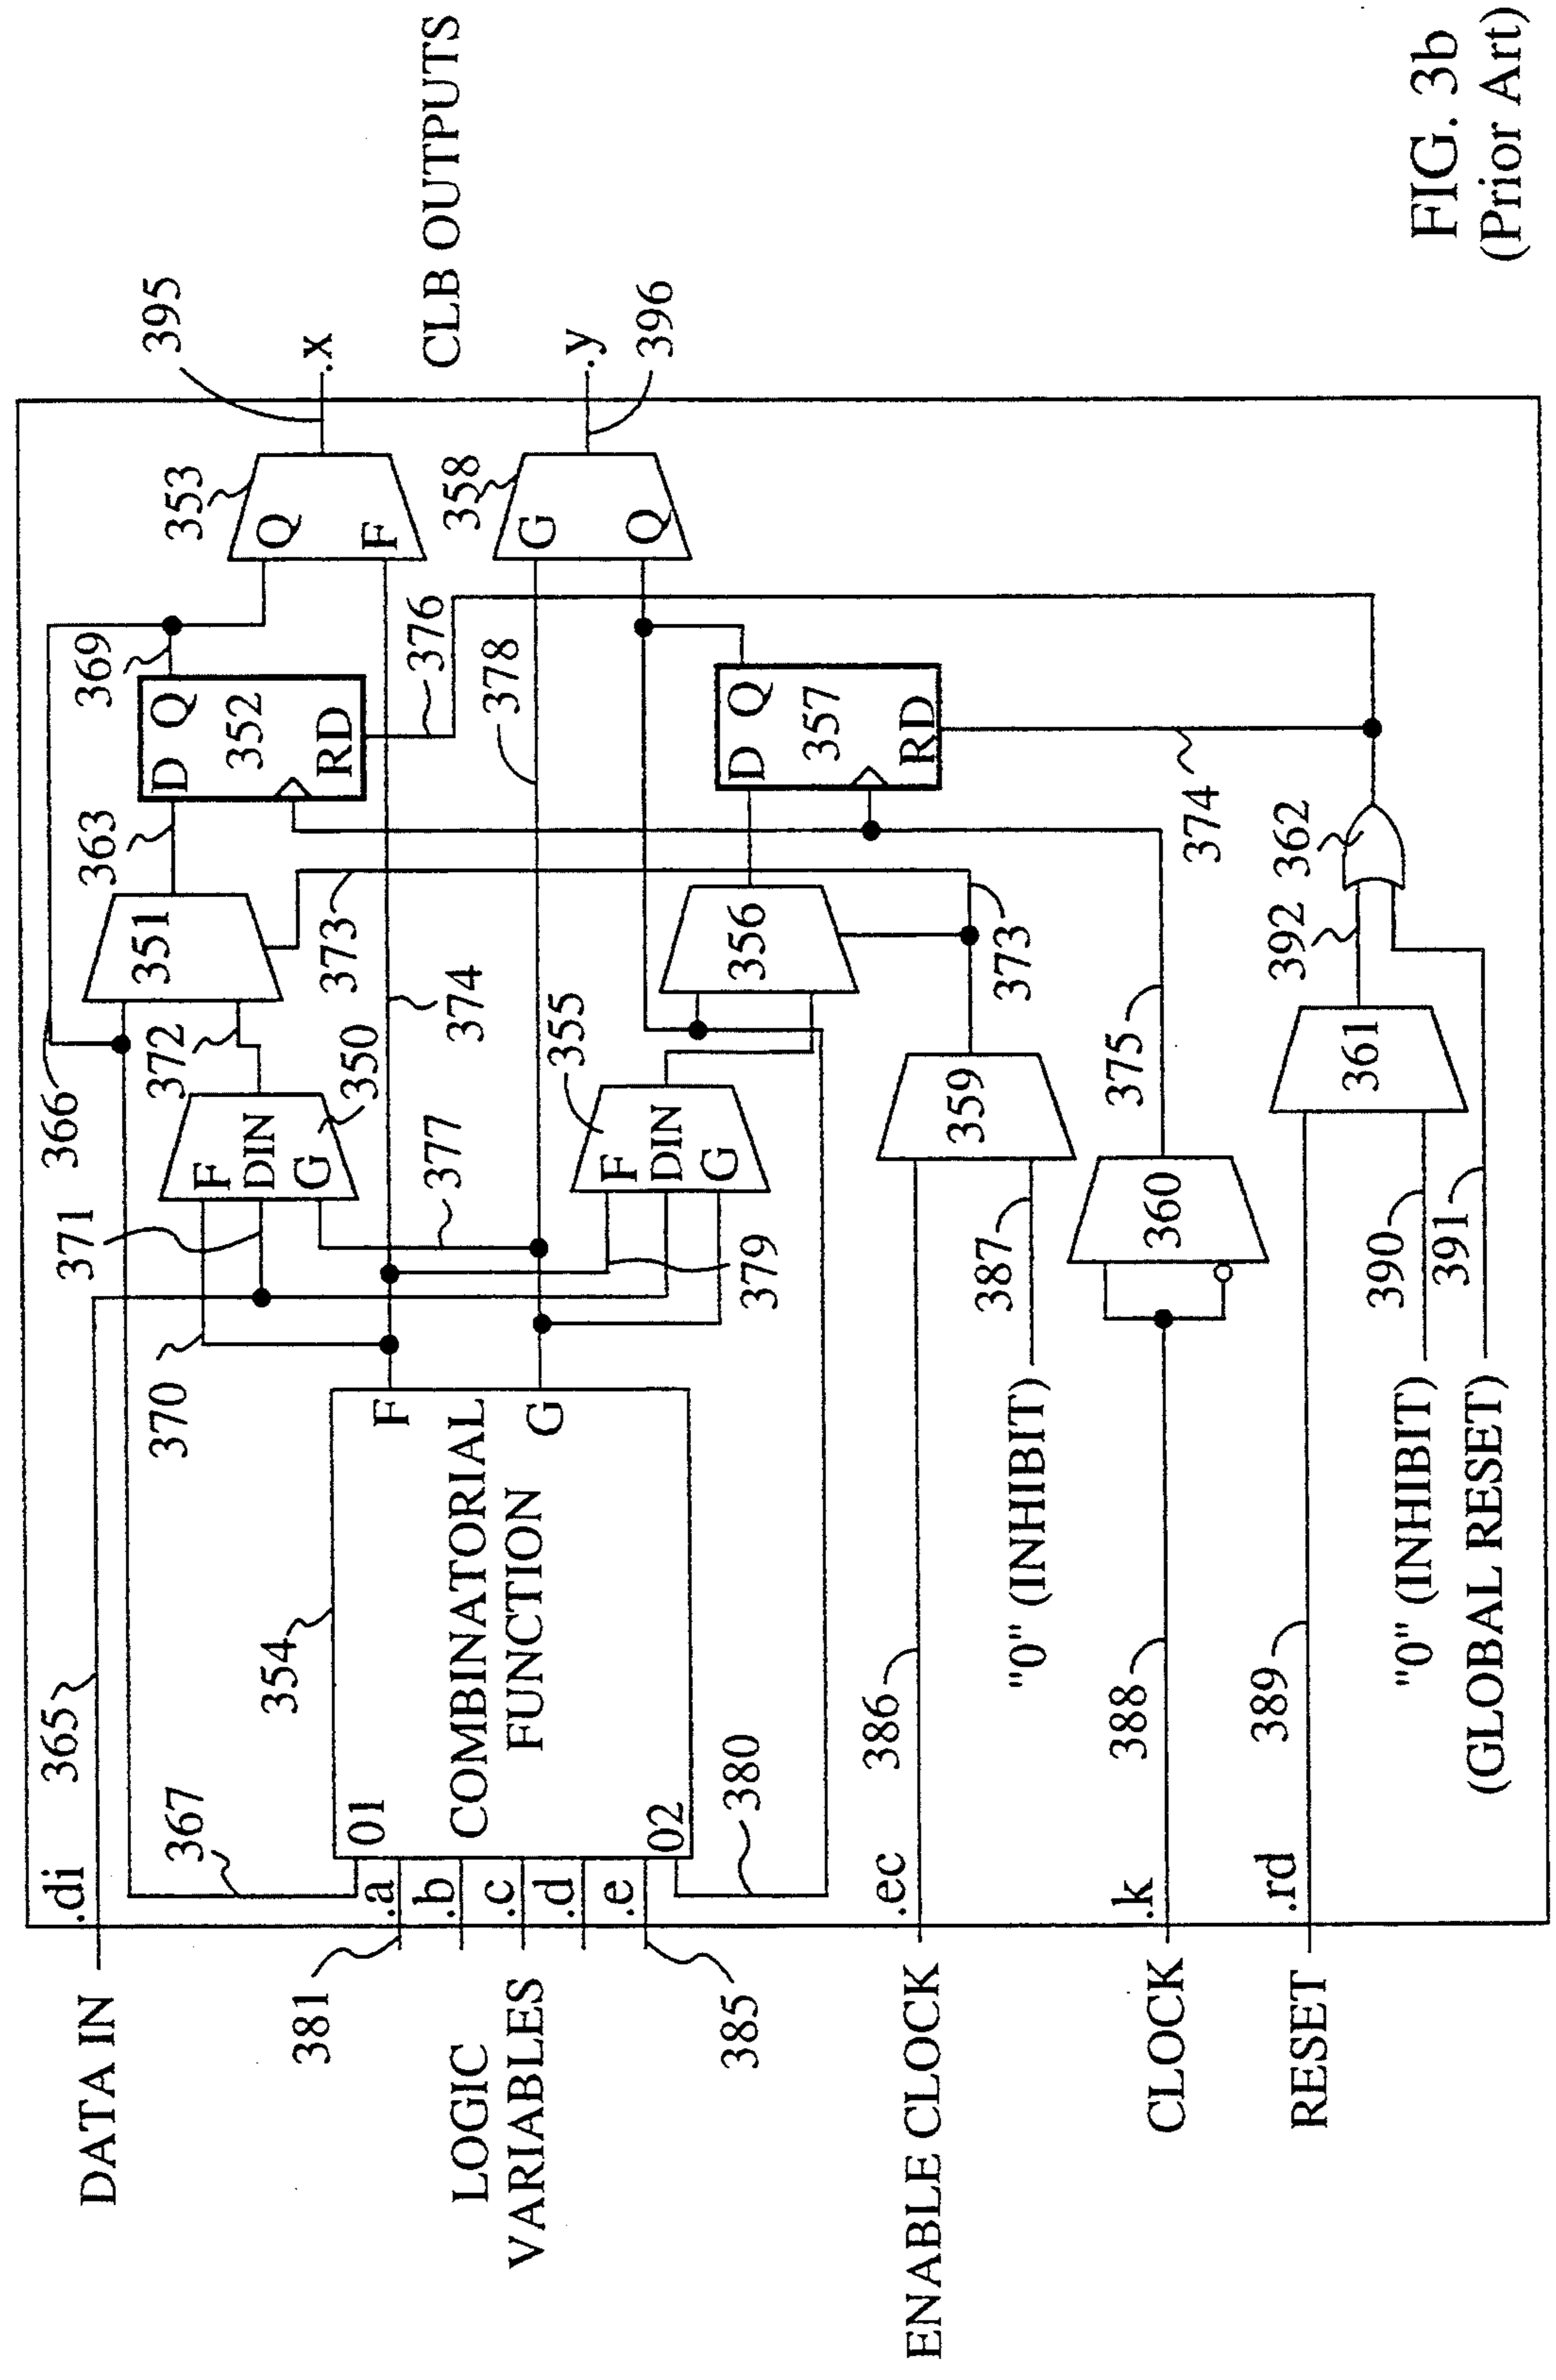 DATA IN
.di
365
367
381
LOGIC
VARIABLES
.a
.b
.c
.d
.e
385
01
02
354
COMBINATORIAL
FUNCTION
F
G
380
370
371
366
F
DIN
G
350
372
377
374
355
F
DIN
G
379
351
363
373
356
373
D Q
352
RD
369
376
378
D Q
357
RD
374
353
Q
F
358
G
Q
395
.x
.y
396
CLB OUTPUTS
ENABLE CLOCK
.ec
386
"0" (INHIBIT)
387
359
CLOCK
.k
388
360
375
RESET
.rd
389
"0" (INHIBIT)
390
(GLOBAL RESET)
391
361
392
362
FIG. 3b
(Prior Art)